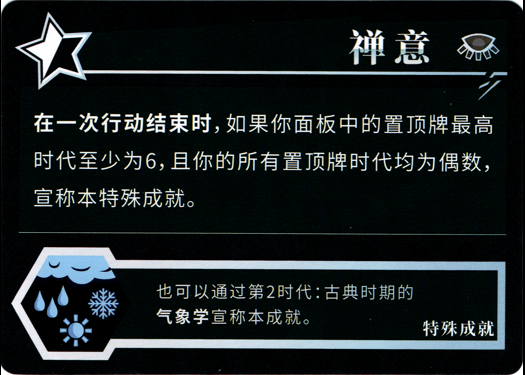 禅意
在一次行动结束时，如果你面板中的置顶牌最高
时代至少为6，且你的所有置顶牌时代均为偶数，
宣称本特殊成就。
也可以通过第2时代：古典时期的
气象学宣称本成就。
特殊成就